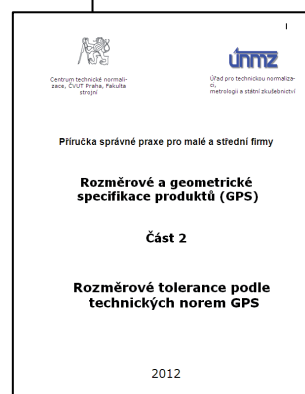 I
únmz
Centrum technické normali-
zace, ČVUT Praha, Fakulta
strojní
Úřad pro technickou normaliza-
ci,
metrologii a státní zkušebnictví
Příručka správné praxe pro malé a střední firmy
Rozměrové a geometrické
specifikace produktů (GPS)
Část 2
Rozměrové tolerance podle
technických norem GPS
2012